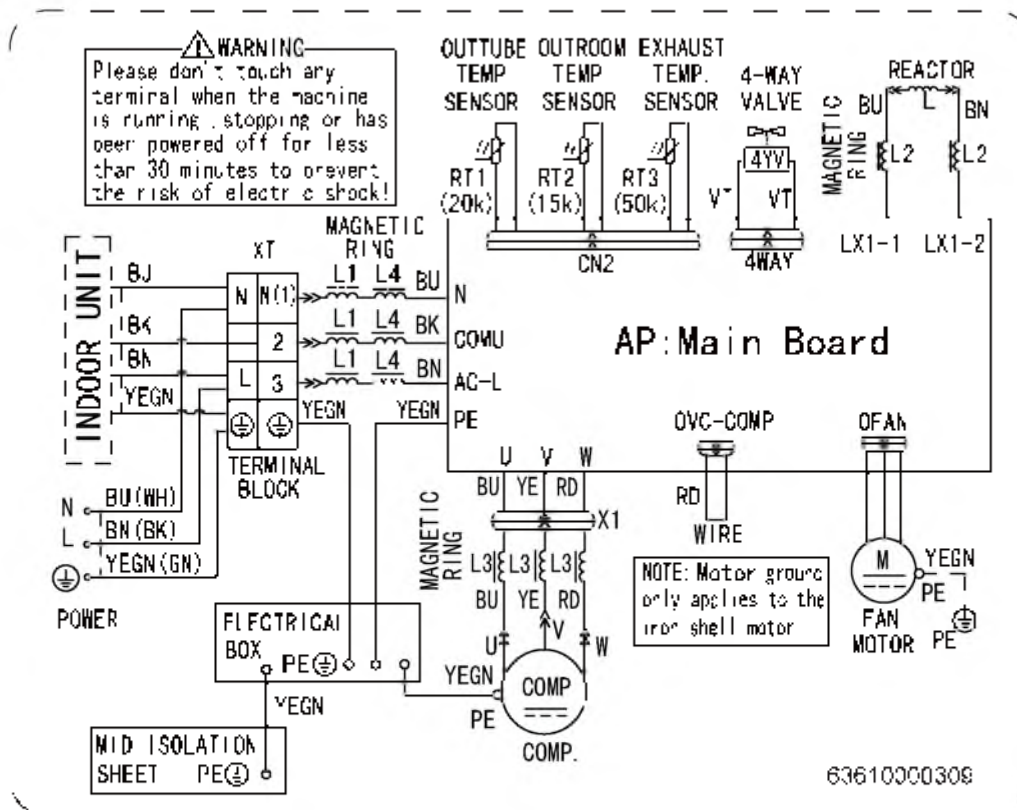 WARNING
Please don't touch any
terminal when the machine
is running , stopping or has
been powered off for less
than 30 minutes to prevent
the risk of electric shock!
OUTTUBE OUTROOM EXHAUST
TEMP TEMP TEMP.
SENSOR SENSOR SENSOR
RT1 RT2 RT3
(20k) (15k) (50k)
CN2
4-WAY
VALVE
4YV
VT VT
4WAY
REACTOR
BU L BN
MAGNETIC
RING
L2 L2
LX1-1 LX1-2
MAGNETIC
RING
XT
INDOOR UNIT
BU
BK
BN
YEGN
N N(1)
2
L 3
L1 L4 BU N
L1 L4 BK COMU
L1 L4 BN AC-L
YEGN YEGN PE
TERMINAL
BLOCK
AP:Main Board
N BU(WH)
L BN(BK)
YEGN(GN)
POWER
U V W
BU YE RD
X1
MAGNETIC
RING
L3 L3 L3
BU YE RD
U V W
COMP
YEGN
PE
COMP.
OVC-COMP
RD
WIRE
OFAN
M
YEGN
PE
FAN
MOTOR PE
NOTE: Motor ground
only applies to the
iron shell motor
ELECTRICAL
BOX
PE
YEGN
MID ISOLATION
SHEET PE
63610000309